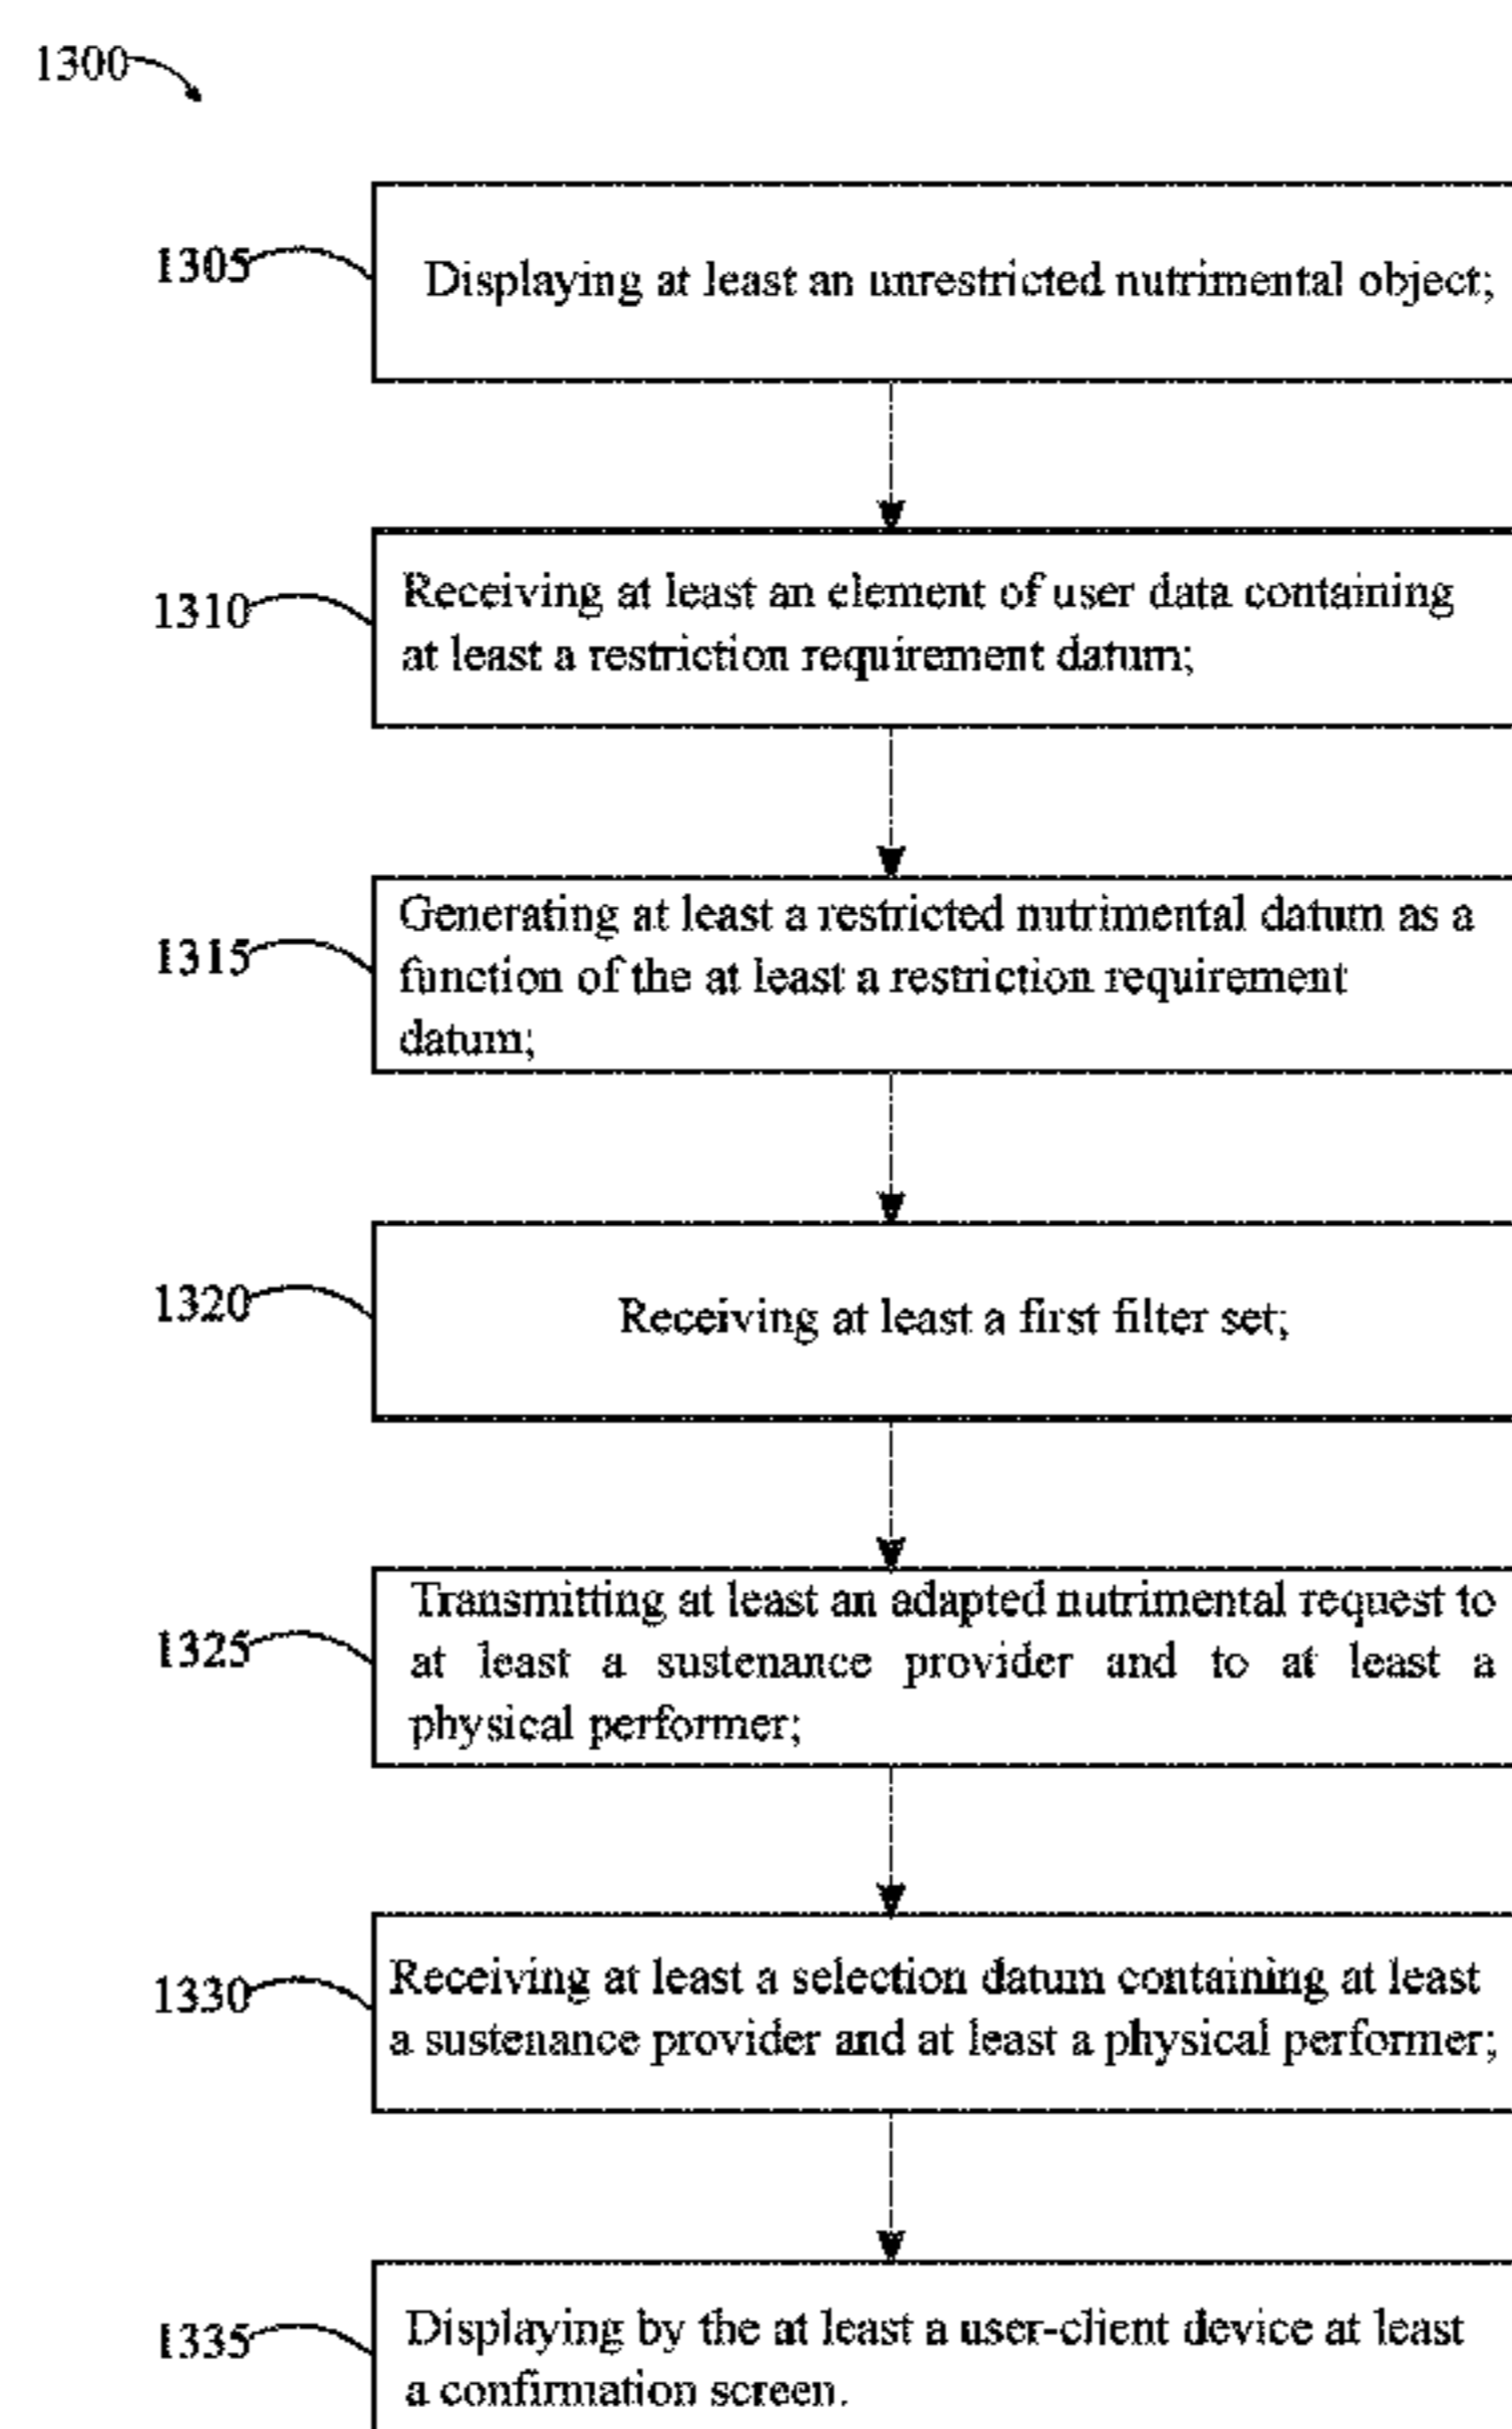 1300
1305
Displaying at least an unrestricted nutrimental object;
1310
Receiving at least an element of user data containing
at least a restriction requirement datum;
1315
Generating at least a restricted nutrimental datum as a
function of the at least a restriction requirement
datum;
1320
Receiving at least a first filter set;
1325
Transmitting at least an adapted nutrimental request to
at least a sustenance provider and to at least a
physical performer;
1330
Receiving at least a selection datum containing at least
a sustenance provider and at least a physical performer;
1335
Displaying by the at least a user-client device at least
a confirmation screen.